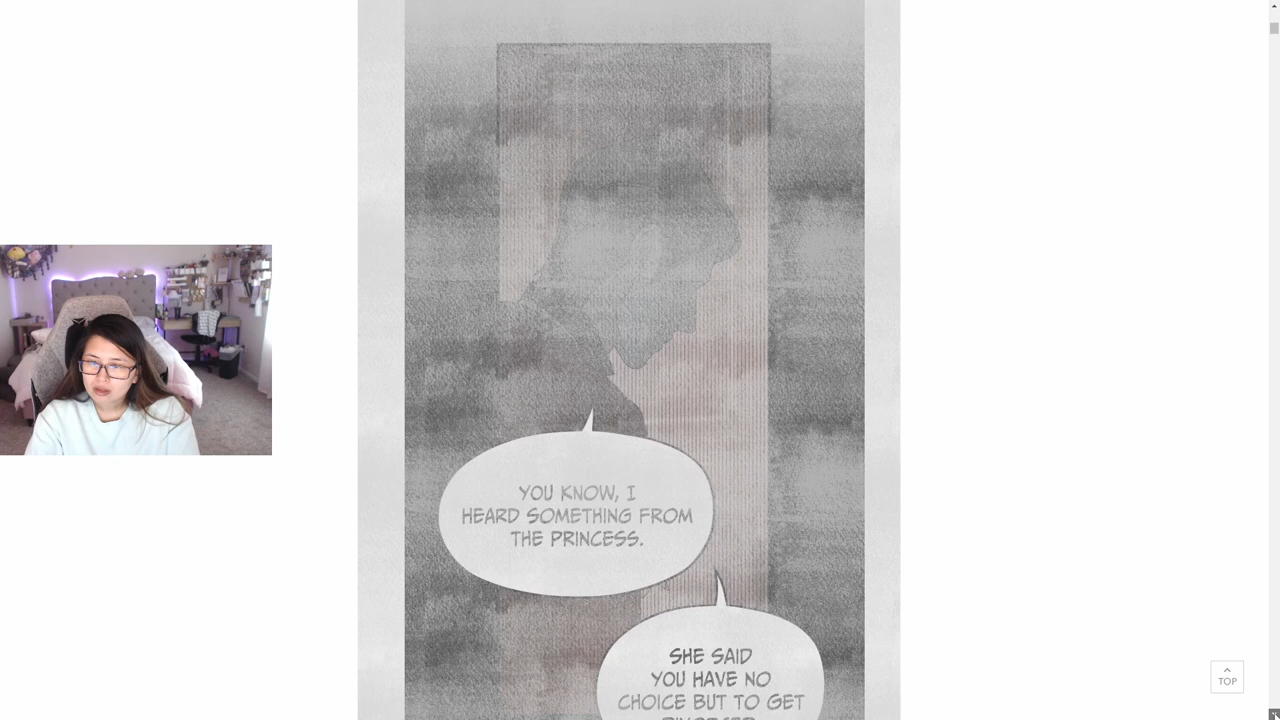 YOU KNOW, I
HEARD SOMETHING FROM
THE PRINCESS.
SHE SAID
YOU HAVE NO
CHOICE BUT TO GET
TOP